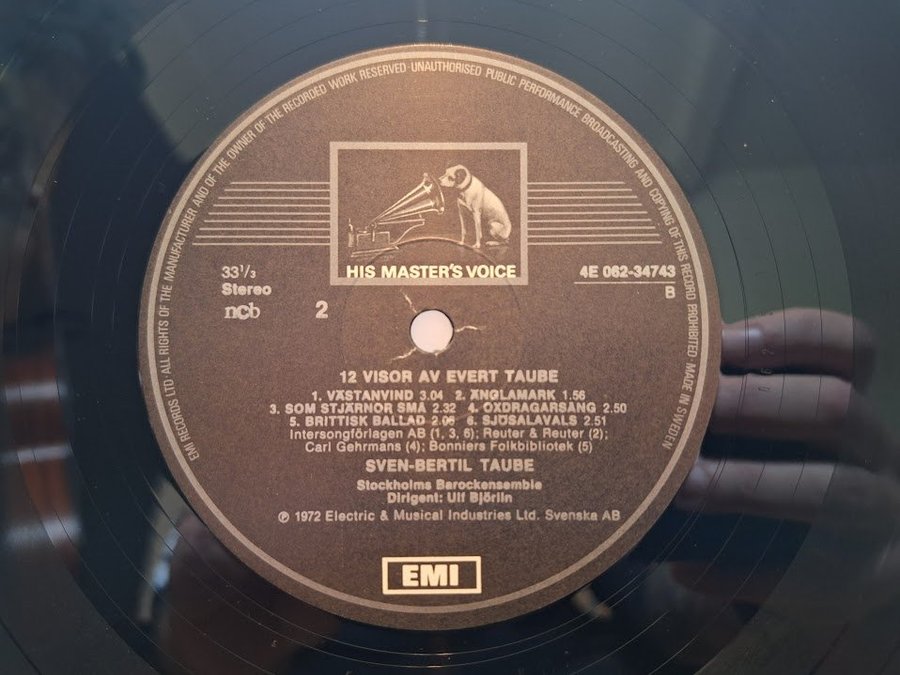 EMI RECORDS LTD · ALL RIGHTS OF THE MANUFACTURER AND OF THE OWNER OF THE RECORDED WORK RESERVED · UNAUTHORISED PUBLIC PERFORMANCE BROADCASTING AND COPYING OF THIS RECORD PROHIBITED · MADE IN SWEDEN
HIS MASTER'S VOICE
33 1/3
Stereo
ncb
2
4E 062-34743
B
12 VISOR AV EVERT TAUBE
1. VÄSTANVIND 3.04 2. ÄNGLAMARK 1.56
3. SOM STJÄRNOR SMÅ 2.32 4. OXDRAGARSÅNG 2.50
5. BRITTISK BALLAD 2.06 6. SJÖSALAVALS 2.51
Intersongförlagen AB (1, 3, 6); Reuter & Reuter (2);
Carl Gehrmans (4); Bonniers Folkbibliotek (5)
SVEN-BERTIL TAUBE
Stockholms Barockensemble
Dirigent: Ulf Björlin
℗ 1972 Electric & Musical Industries Ltd. Svenska AB
EMI